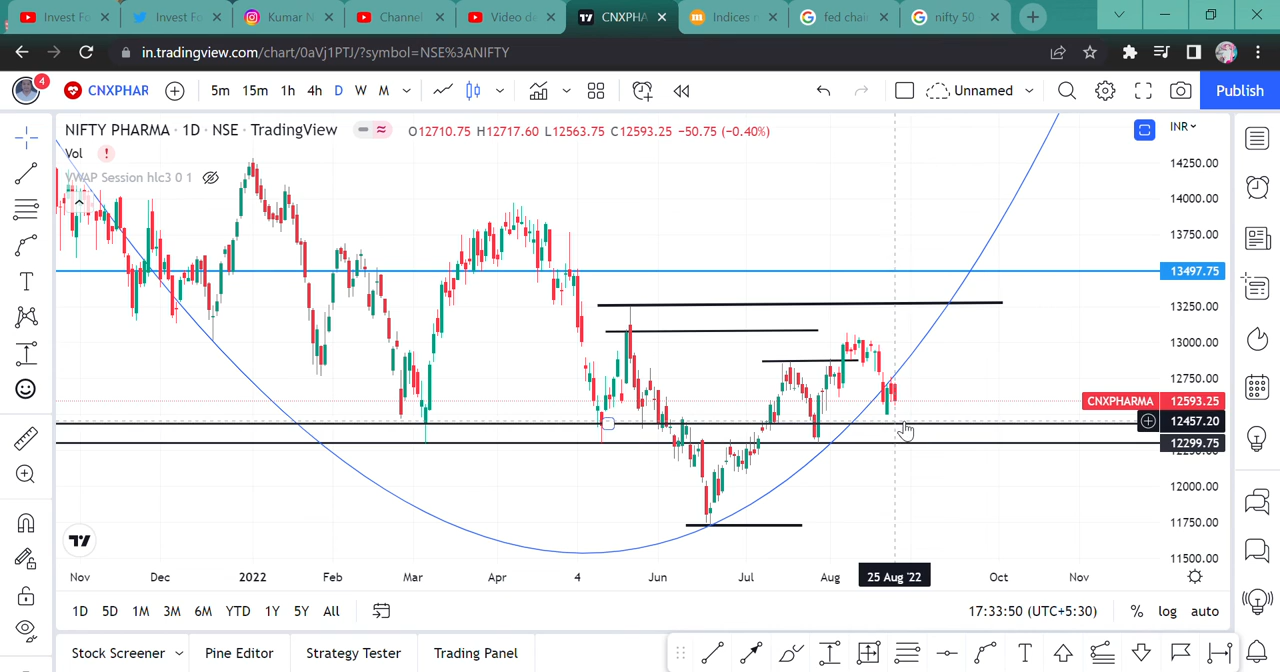 Invest Fo
Invest Fo
Kumar N
Channel
Video de
CNXPHA
Indices n
fed chai
nifty 50
in.tradingview.com/chart/0aVj1PTJ/?symbol=NSE%3ANIFTY
4
CNXPHAR
5m 15m 1h 4h D W M
Unnamed
Publish
NIFTY PHARMA · 1D · NSE · TradingView
O12710.75 H12717.60 L12563.75 C12593.25 −50.75 (−0.40%)
INR
Vol
VWAP Session hlc3 0 1
14250.00
14000.00
13750.00
13497.75
13250.00
13000.00
12750.00
CNXPHARMA 12593.25
12457.20
12299.75
12000.00
11750.00
11500.00
Nov Dec 2022 Feb Mar Apr 4 Jun Jul Aug 25 Aug '22 Oct Nov
1D 5D 1M 3M 6M YTD 1Y 5Y All
17:33:50 (UTC+5:30)
% log auto
Stock Screener
Pine Editor
Strategy Tester
Trading Panel